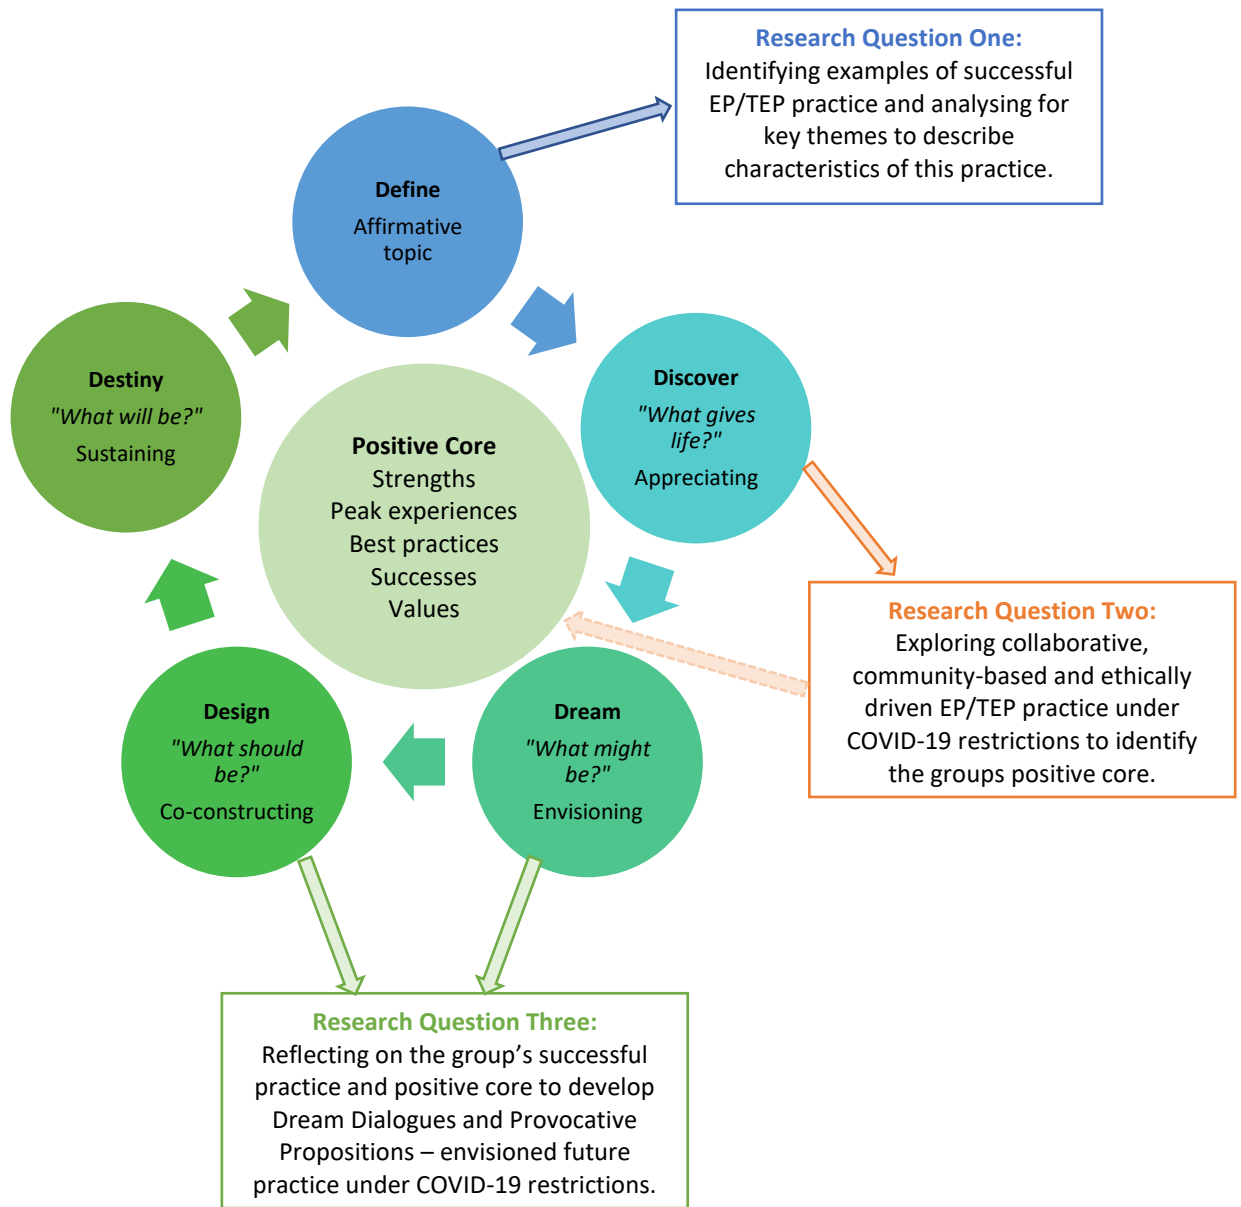 Research Question One:
Identifying examples of successful
EP/TEP practice and analysing for
key themes to describe
characteristics of this practice.
Define
Affirmative
topic
Discover
"What gives
life?"
Appreciating
Destiny
"What will be?"
Sustaining
Positive Core
Strengths
Peak experiences
Best practices
Successes
Values
Research Question Two:
Exploring collaborative,
community-based and ethically
driven EP/TEP practice under
COVID-19 restrictions to identify
the groups positive core.
Design
"What should
be?"
Co-constructing
Dream
"What might
be?"
Envisioning
Research Question Three:
Reflecting on the group’s successful
practice and positive core to develop
Dream Dialogues and Provocative
Propositions – envisioned future
practice under COVID-19 restrictions.